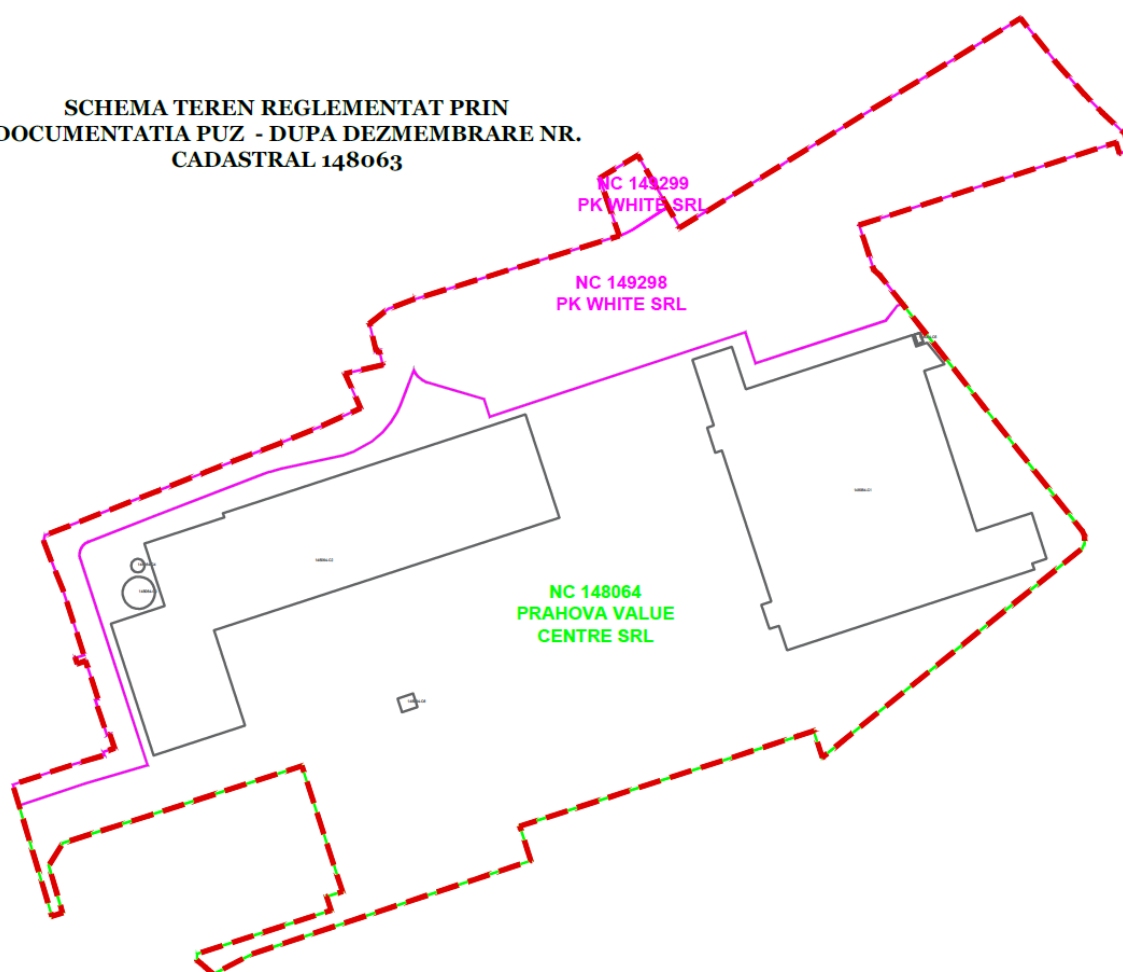 SCHEMA TEREN REGLEMENTAT PRIN
DOCUMENTATIA PUZ - DUPA DEZMEMBRARE NR.
CADASTRAL 148063
NC 149299
PK WHITE SRL
NC 149298
PK WHITE SRL
NC 148064
PRAHOVA VALUE
CENTRE SRL